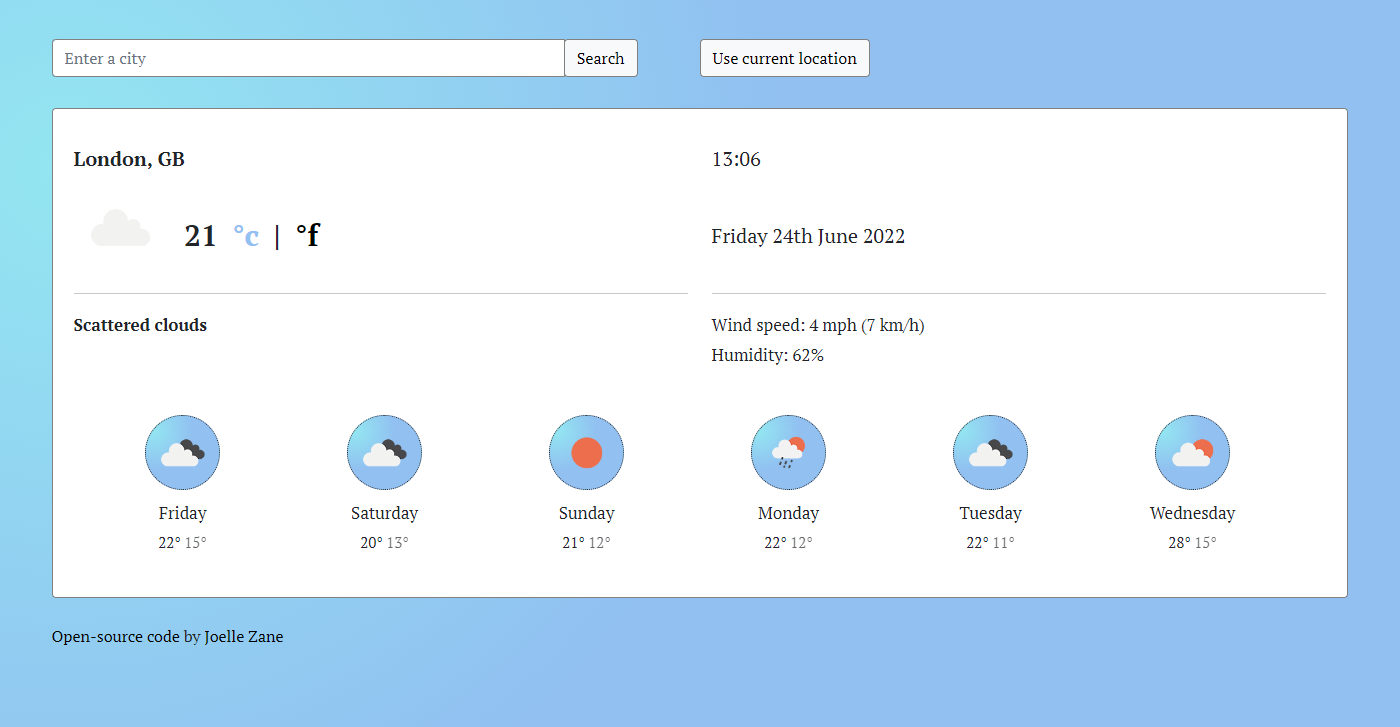 Enter a city Search Use current location
London, GB 13:06
21 °c | °f Friday 24th June 2022
Scattered clouds Wind speed: 4 mph (7 km/h)
Humidity: 62%
Friday Saturday Sunday Monday Tuesday Wednesday
22° 15° 20° 13° 21° 12° 22° 12° 22° 11° 28° 15°
Open-source code by Joelle Zane